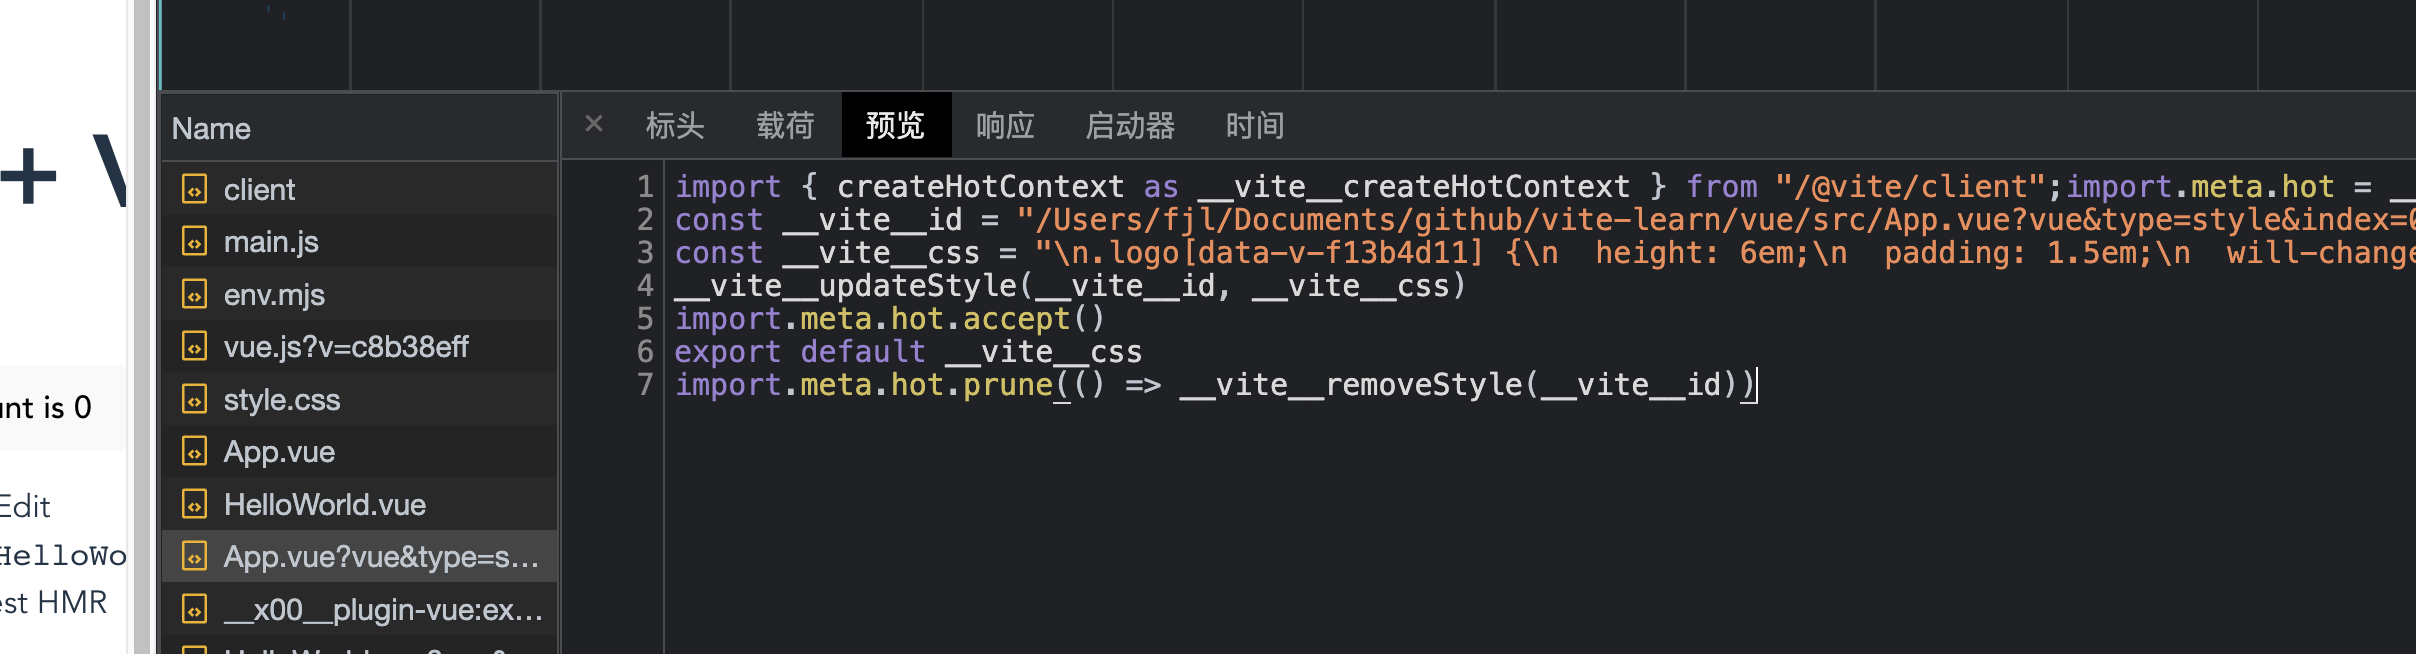 + V
unt is 0
Edit
HelloWo
est HMR
Name
client
main.js
env.mjs
vue.js?v=c8b38eff
style.css
App.vue
HelloWorld.vue
App.vue?vue&type=s…
__x00__plugin-vue:ex…
× 标头 载荷 预览 响应 启动器 时间
1 import { createHotContext as __vite__createHotContext } from "/@vite/client";import.meta.hot = __
2 const __vite__id = "/Users/fjl/Documents/github/vite-learn/vue/src/App.vue?vue&type=style&index=0
3 const __vite__css = "\n.logo[data-v-f13b4d11] {\n  height: 6em;\n  padding: 1.5em;\n  will-change
4 __vite__updateStyle(__vite__id, __vite__css)
5 import.meta.hot.accept()
6 export default __vite__css
7 import.meta.hot.prune(() => __vite__removeStyle(__vite__id))